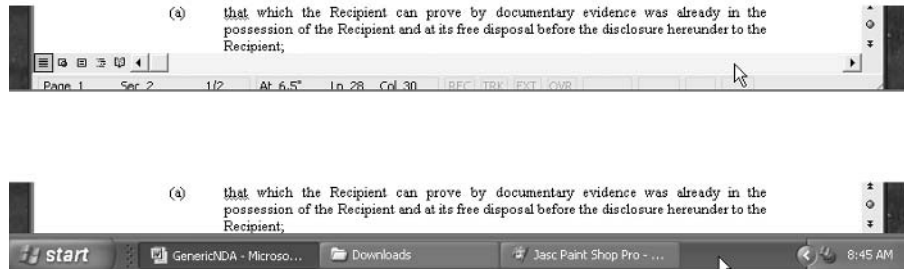 (a) that which the Recipient can prove by documentary evidence was already in the
possession of the Recipient and at its free disposal before the disclosure hereunder to the
Recipient;
Page 1 Sec 2 1/2 At 6.5" Ln 28 Col 30 REC TRK EXT OVR
(a) that which the Recipient can prove by documentary evidence was already in the
possession of the Recipient and at its free disposal before the disclosure hereunder to the
Recipient;
start GenericNDA - Microso... Downloads Jasc Paint Shop Pro - ... 8:45 AM